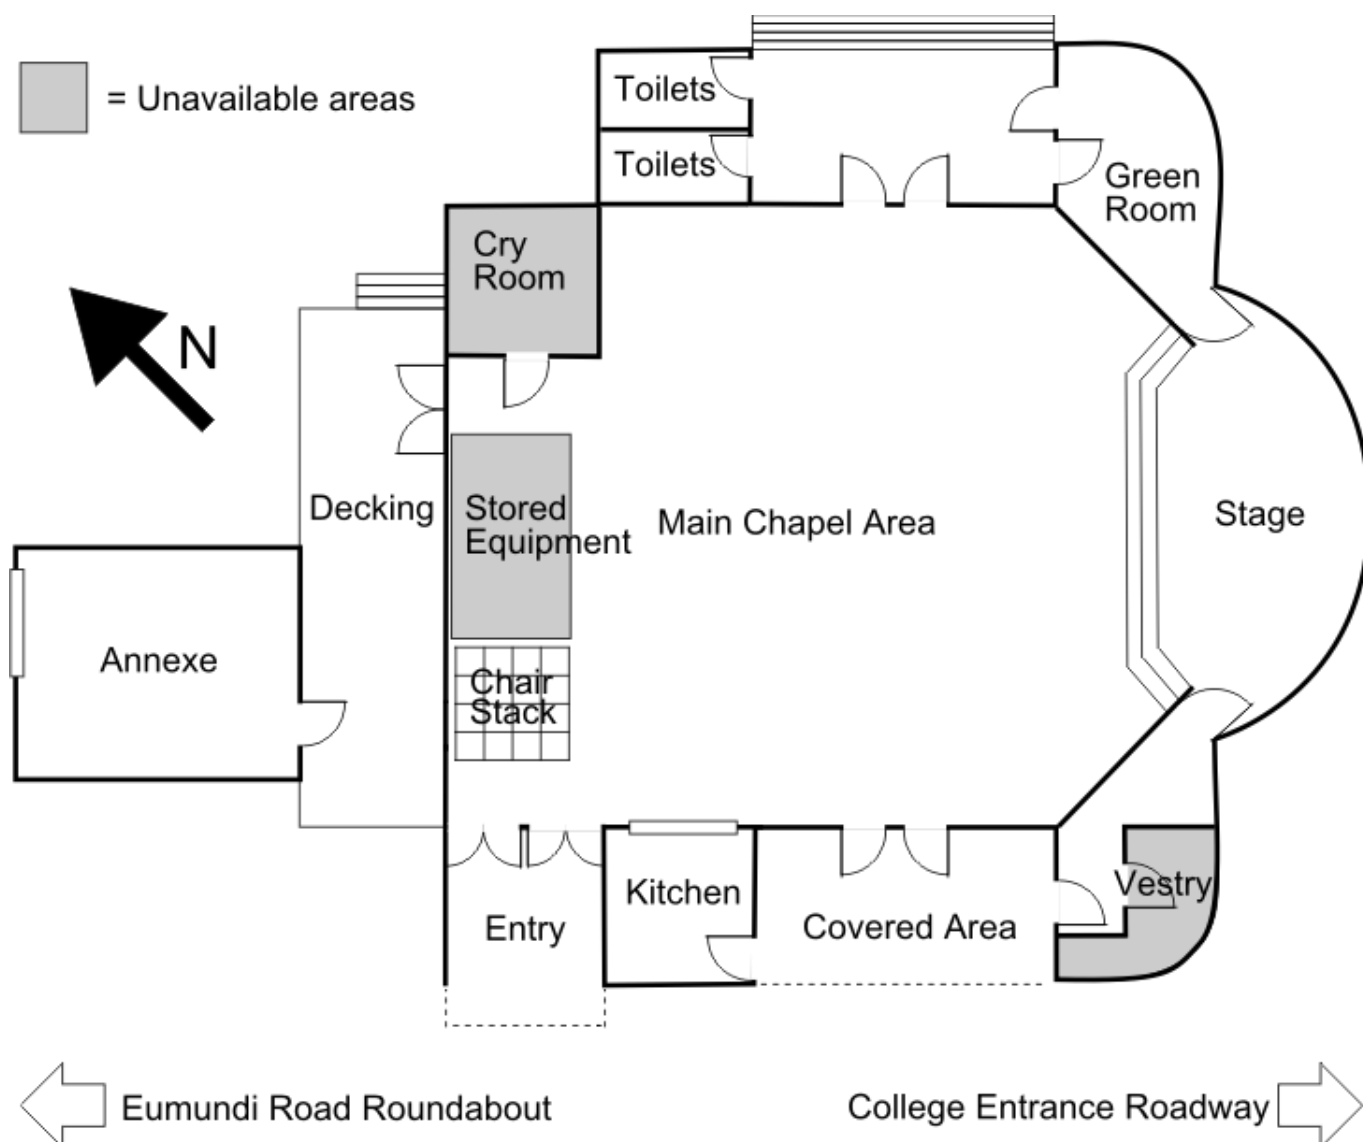 = Unavailable areas
Toilets
Toilets
Green
Room
Cry
Room
N
Decking
Stored
Equipment
Main Chapel Area
Stage
Annexe
Chair
Stack
Kitchen
Vestry
Entry
Covered Area
Eumundi Road Roundabout
College Entrance Roadway